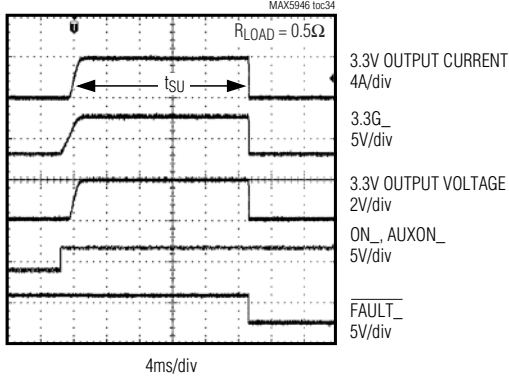 MAX5946 toc34
RLOAD = 0.5Ω
tSU
3.3V OUTPUT CURRENT
4A/div
3.3G_
5V/div
3.3V OUTPUT VOLTAGE
2V/div
ON_, AUXON_
5V/div
FAULT_
5V/div
4ms/div